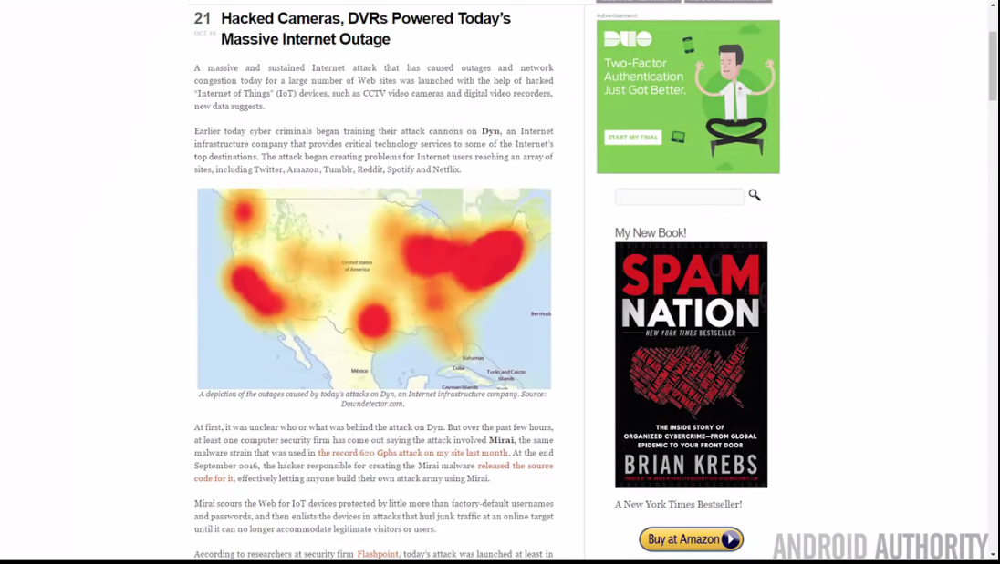 21 Hacked Cameras, DVRs Powered Today's
OCT 16
Massive Internet Outage
A massive and sustained Internet attack that has caused outages and network
congestion today for a large number of Web sites was launched with the help of hacked
“Internet of Things” (IoT) devices, such as CCTV video cameras and digital video recorders,
new data suggests.
Earlier today cyber criminals began training their attack cannons on Dyn, an Internet
infrastructure company that provides critical technology services to some of the Internet's
top destinations. The attack began creating problems for Internet users reaching an array of
sites, including Twitter, Amazon, Tumblr, Reddit, Spotify and Netflix.
United States
of America
Bermuda
México
Bahamas
Cuba
Turks and Caicos
Islands
Cayman Islands
A depiction of the outages caused by today's attacks on Dyn, an Internet infrastructure company. Source:
Downdetector.com.
At first, it was unclear who or what was behind the attack on Dyn. But over the past few hours,
at least one computer security firm has come out saying the attack involved Mirai, the same
malware strain that was used in the record 620 Gpbs attack on my site last month. At the end
September 2016, the hacker responsible for creating the Mirai malware released the source
code for it, effectively letting anyone build their own attack army using Mirai.
Mirai scours the Web for IoT devices protected by little more than factory-default usernames
and passwords, and then enlists the devices in attacks that hurl junk traffic at an online target
until it can no longer accommodate legitimate visitors or users.
According to researchers at security firm Flashpoint, today's attack was launched at least in
Advertisement
DUO
Two-Factor
Authentication
Just Got Better.
START MY TRIAL
My New Book!
SPAM
NATION
NEW YORK TIMES BESTSELLER
THE INSIDE STORY OF
ORGANIZED CYBERCRIME—FROM GLOBAL
EPIDEMIC TO YOUR FRONT DOOR
BRIAN KREBS
A New York Times Bestseller!
Buy at Amazon
ANDROID AUTHORITY